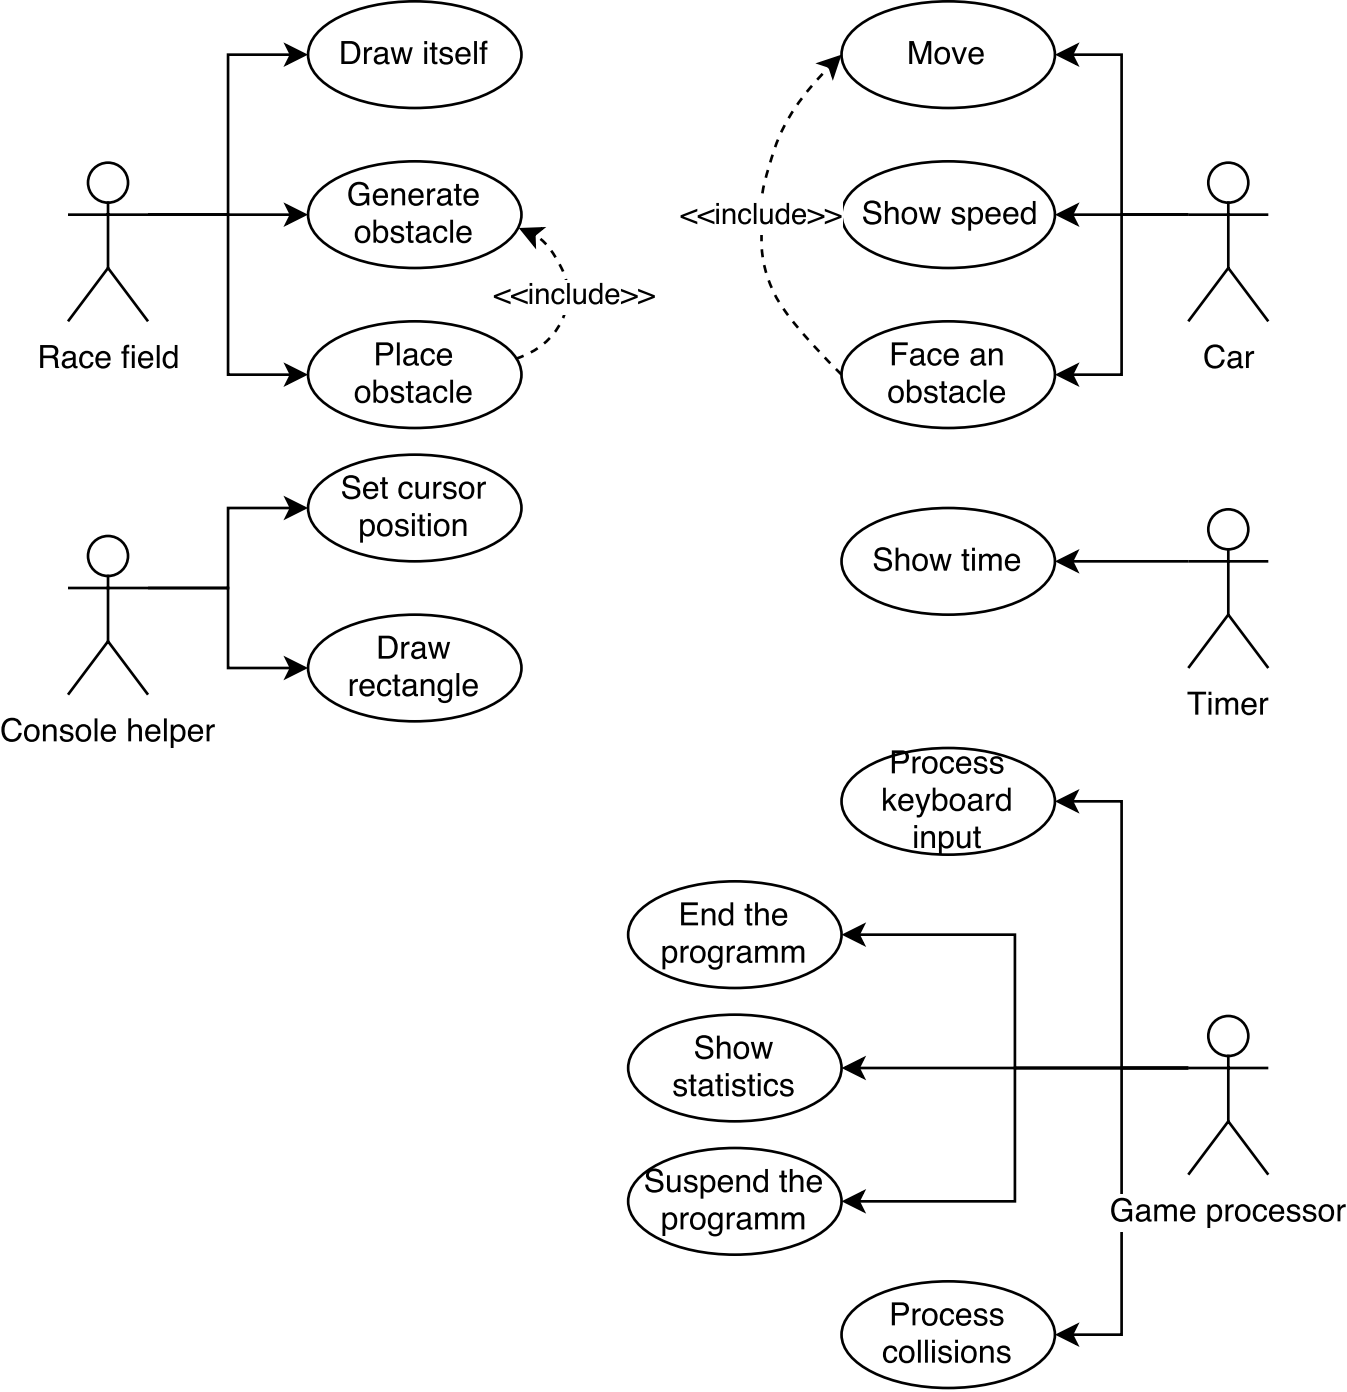 Draw itself
Generate
obstacle
<<include>>
Place
obstacle
Race field
Move
<<include>>
Show speed
Face an
obstacle
Car
Set cursor
position
Draw
rectangle
Console helper
Show time
Timer
Process
keyboard
input
End the
programm
Show
statistics
Suspend the
programm
Game processor
Process
collisions